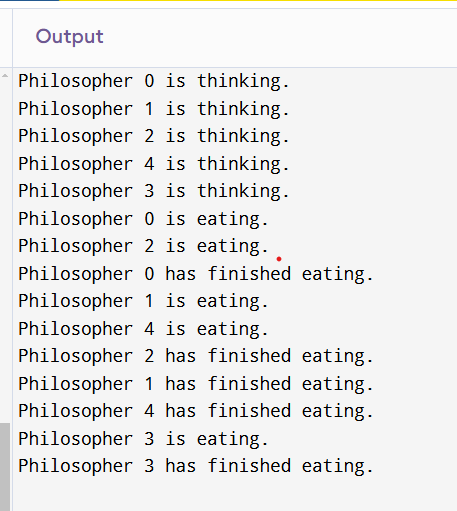 Output
Philosopher 0 is thinking.
Philosopher 1 is thinking.
Philosopher 2 is thinking.
Philosopher 4 is thinking.
Philosopher 3 is thinking.
Philosopher 0 is eating.
Philosopher 2 is eating.
Philosopher 0 has finished eating.
Philosopher 1 is eating.
Philosopher 4 is eating.
Philosopher 2 has finished eating.
Philosopher 1 has finished eating.
Philosopher 4 has finished eating.
Philosopher 3 is eating.
Philosopher 3 has finished eating.